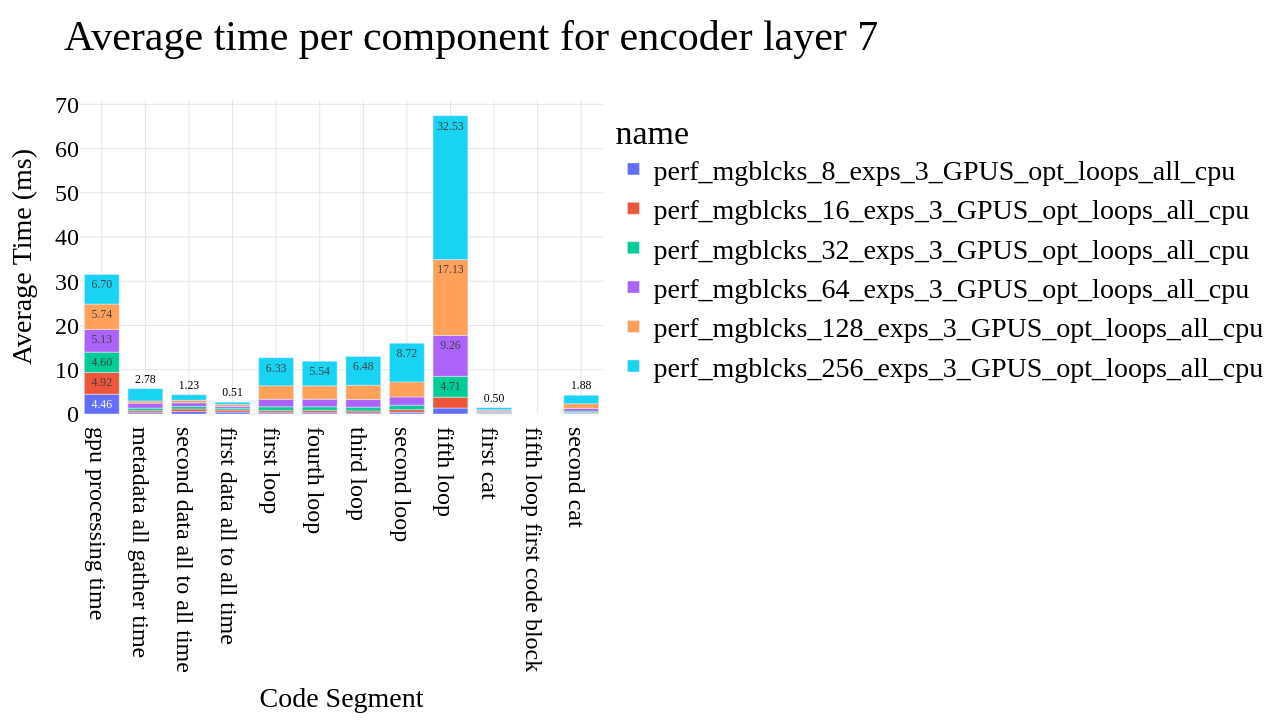 Average time per component for encoder layer 7
70
60
50
40
30
20
10
0
Average Time (ms)
6.70
5.74
5.13
4.60
4.92
4.46
2.78
1.23
0.51
6.33
5.54
6.48
8.72
32.53
17.13
9.26
4.71
0.50
1.88
gpu processing time
metadata all gather time
second data all to all time
first data all to all time
first loop
fourth loop
third loop
second loop
fifth loop
first cat
fifth loop first code block
second cat
Code Segment
name
perf_mgblcks_8_exps_3_GPUS_opt_loops_all_cpu
perf_mgblcks_16_exps_3_GPUS_opt_loops_all_cpu
perf_mgblcks_32_exps_3_GPUS_opt_loops_all_cpu
perf_mgblcks_64_exps_3_GPUS_opt_loops_all_cpu
perf_mgblcks_128_exps_3_GPUS_opt_loops_all_cpu
perf_mgblcks_256_exps_3_GPUS_opt_loops_all_cpu